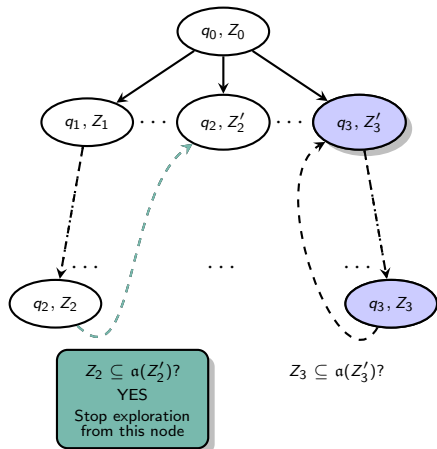 q₀, Z₀
q₁, Z₁ · · · q₂, Z₂′ · · · q₃, Z₃′
· · · · · · · · ·
q₂, Z₂ q₃, Z₃
Z₂ ⊆ 𝔞(Z₂′)? Z₃ ⊆ 𝔞(Z₃′)?
YES
Stop exploration
from this node